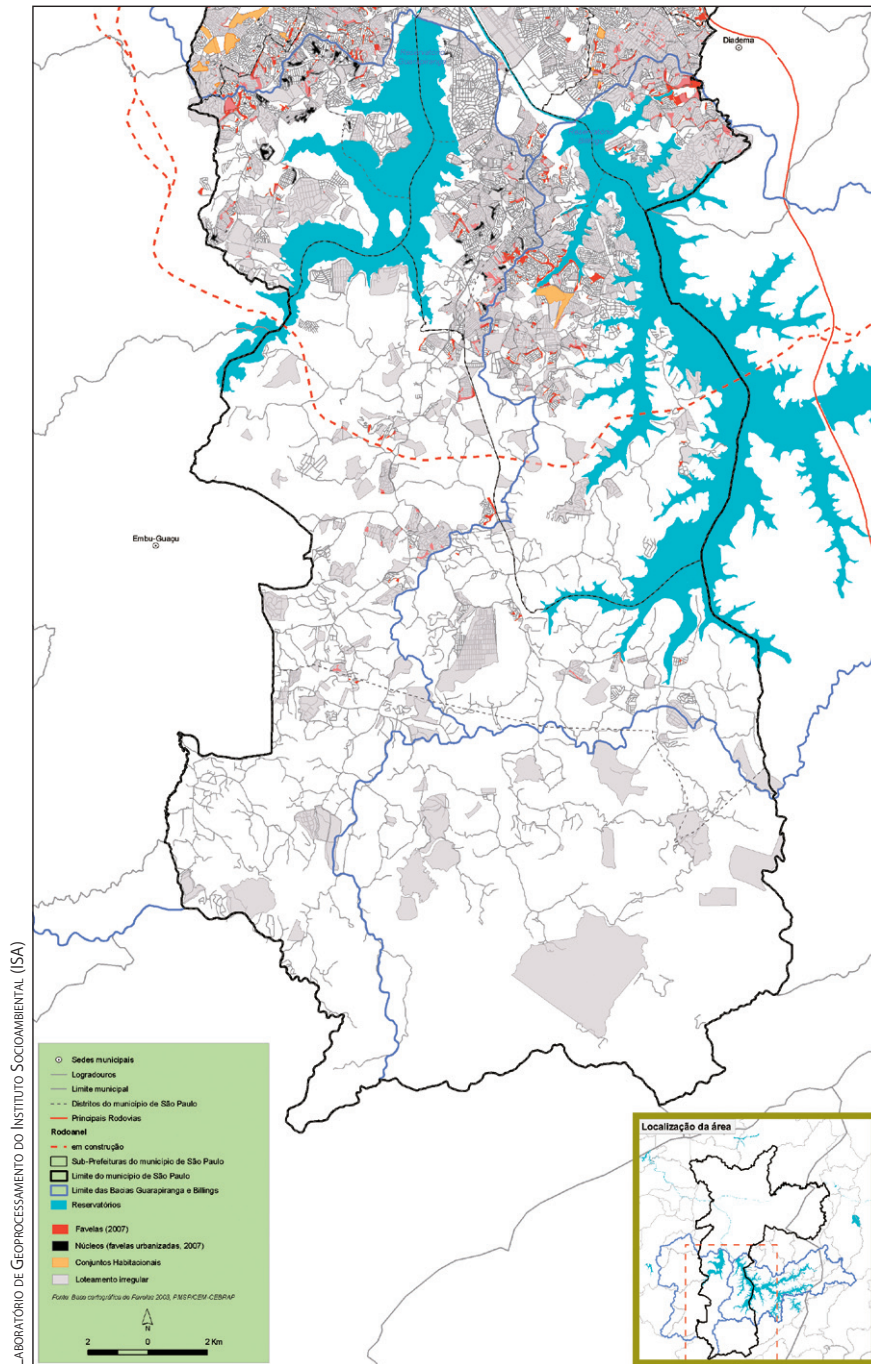 Diadema
Embu-Guaçu
LABORATÓRIO DE GEOPROCESSAMENTO DO INSTITUTO SOCIOAMBIENTAL (ISA)
Sedes municipais
Logradouros
Limite municipal
Distritos do município de São Paulo
Principais Rodovias
Rodoanel
em construção
Sub-Prefeituras do município de São Paulo
Limite do município de São Paulo
Limite das Bacias Guarapiranga e Billings
Reservatórios
Favelas (2007)
Núcleos (favelas urbanizadas, 2007)
Conjuntos Habitacionais
Loteamento irregular
Fonte: Base cartográfica de Favelas 2003, PMSP/CEM-CEBRAP
N
2 0 2 Km
Localização da área